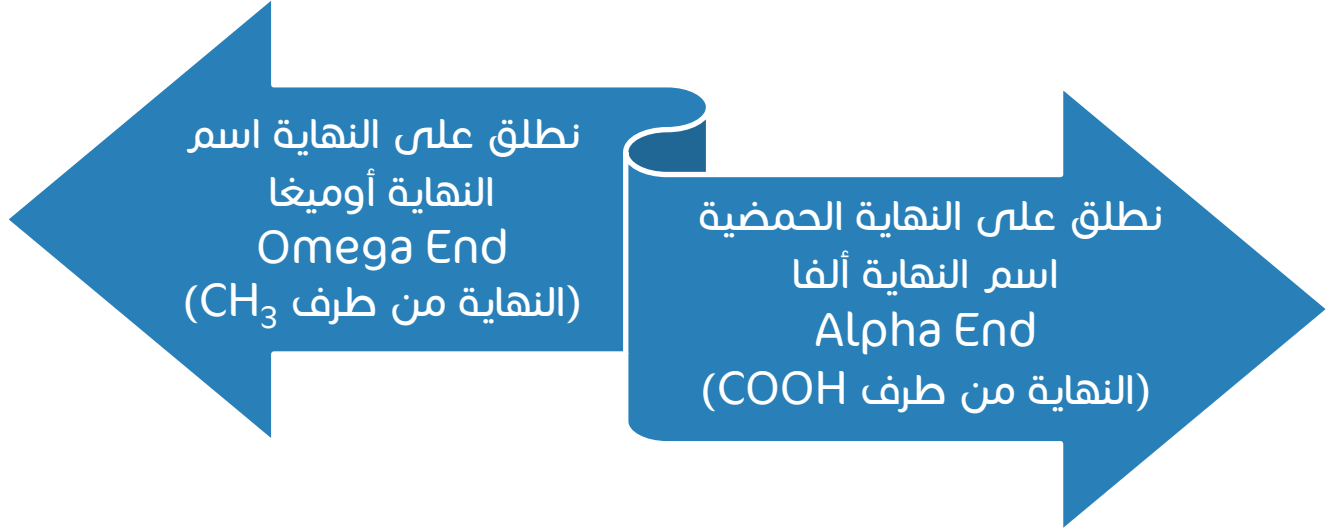 نطلق على النهاية اسم
النهاية أوميغا
Omega End
(النهاية من طرف CH₃)
نطلق على النهاية الحمضية
اسم النهاية ألفا
Alpha End
(النهاية من طرف COOH)